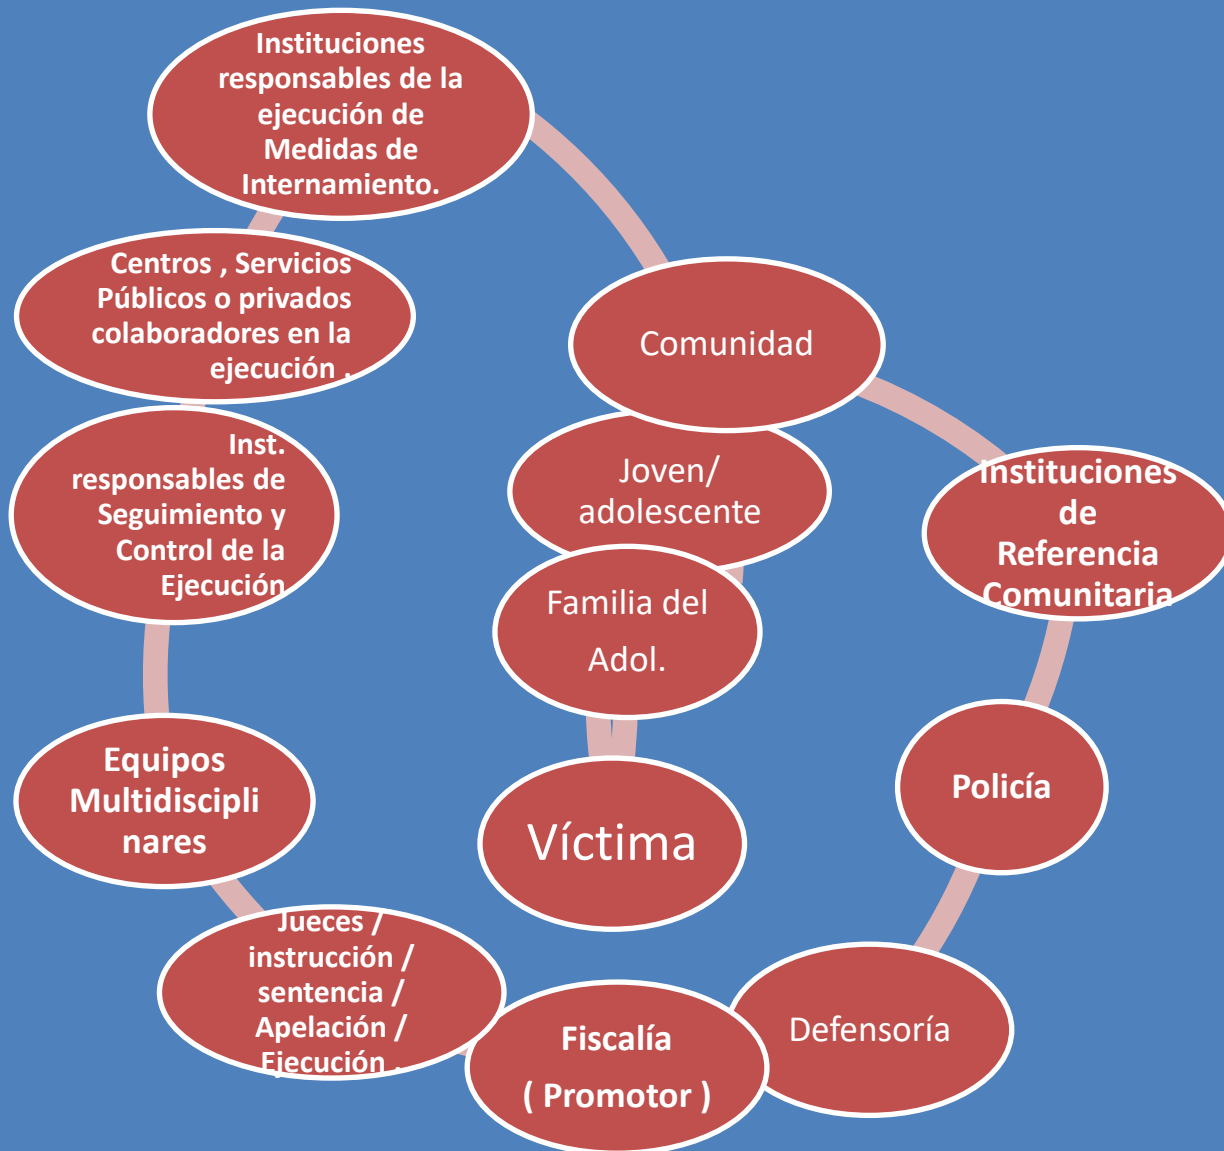 Instituciones
responsables de la
ejecución de
Medidas de
Internamiento.
Centros , Servicios
Públicos o privados
colaboradores en la
ejecución .
Inst.
responsables de
Seguimiento y
Control de la
Ejecución
Equipos
Multidiscipli
nares
Jueces /
instrucción /
sentencia /
Apelación /
Ejecución .
Fiscalía
( Promotor )
Defensoría
Policía
Instituciones
de
Referencia
Comunitaria
Comunidad
Joven/
adolescente
Familia del
Adol.
Víctima